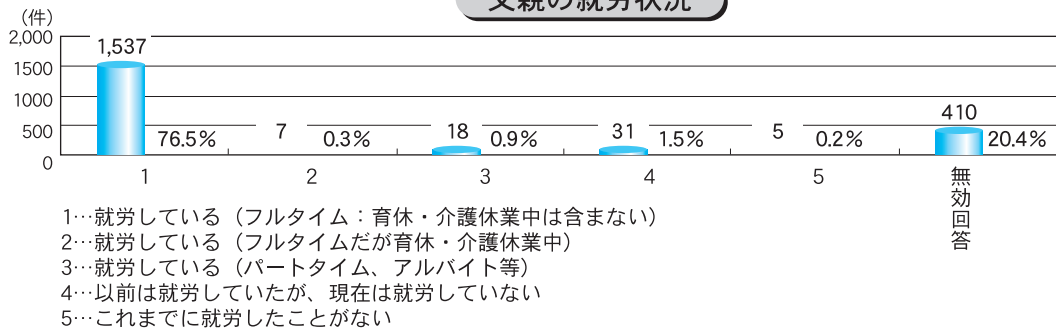 父親の就労状況
(件)
2,000
1500
1000
500
0
1,537
76.5%
7
0.3%
18
0.9%
31
1.5%
5
0.2%
410
20.4%
1
2
3
4
5
無効回答
1…就労している（フルタイム：育休・介護休業中は含まない）
2…就労している（フルタイムだが育休・介護休業中）
3…就労している（パートタイム、アルバイト等）
4…以前は就労していたが、現在は就労していない
5…これまでに就労したことがない